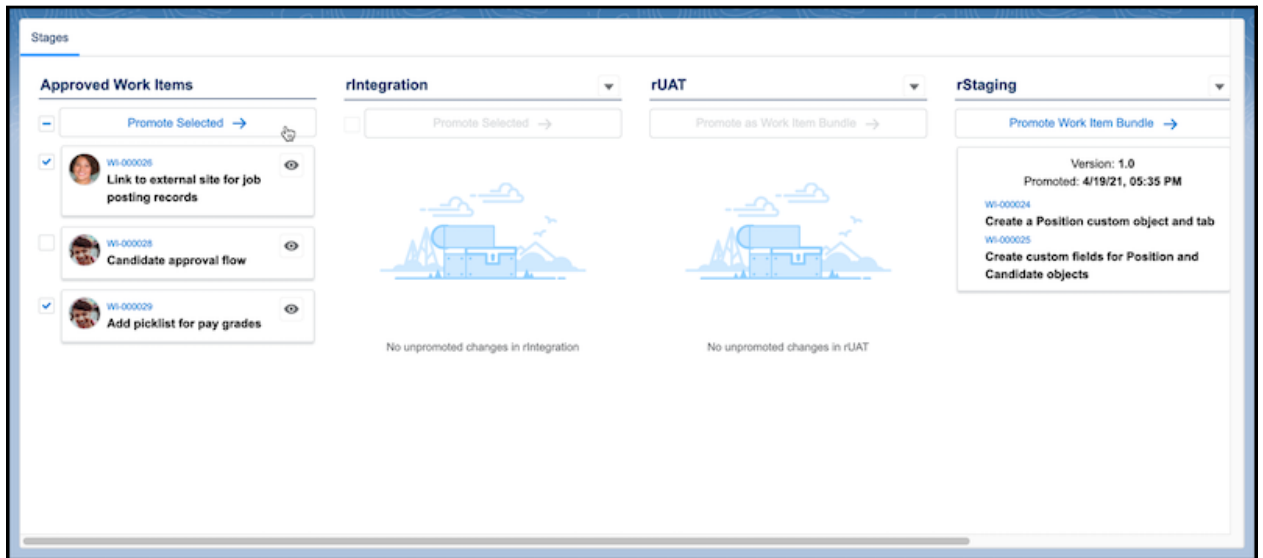 Stages
Approved Work Items
Promote Selected →
WI-000026
Link to external site for job
posting records
WI-000028
Candidate approval flow
WI-000029
Add picklist for pay grades
rIntegration
Promote Selected →
No unpromoted changes in rIntegration
rUAT
Promote as Work Item Bundle →
No unpromoted changes in rUAT
rStaging
Promote Work Item Bundle →
Version: 1.0
Promoted: 4/19/21, 05:35 PM
WI-000024
Create a Position custom object and tab
WI-000025
Create custom fields for Position and
Candidate objects